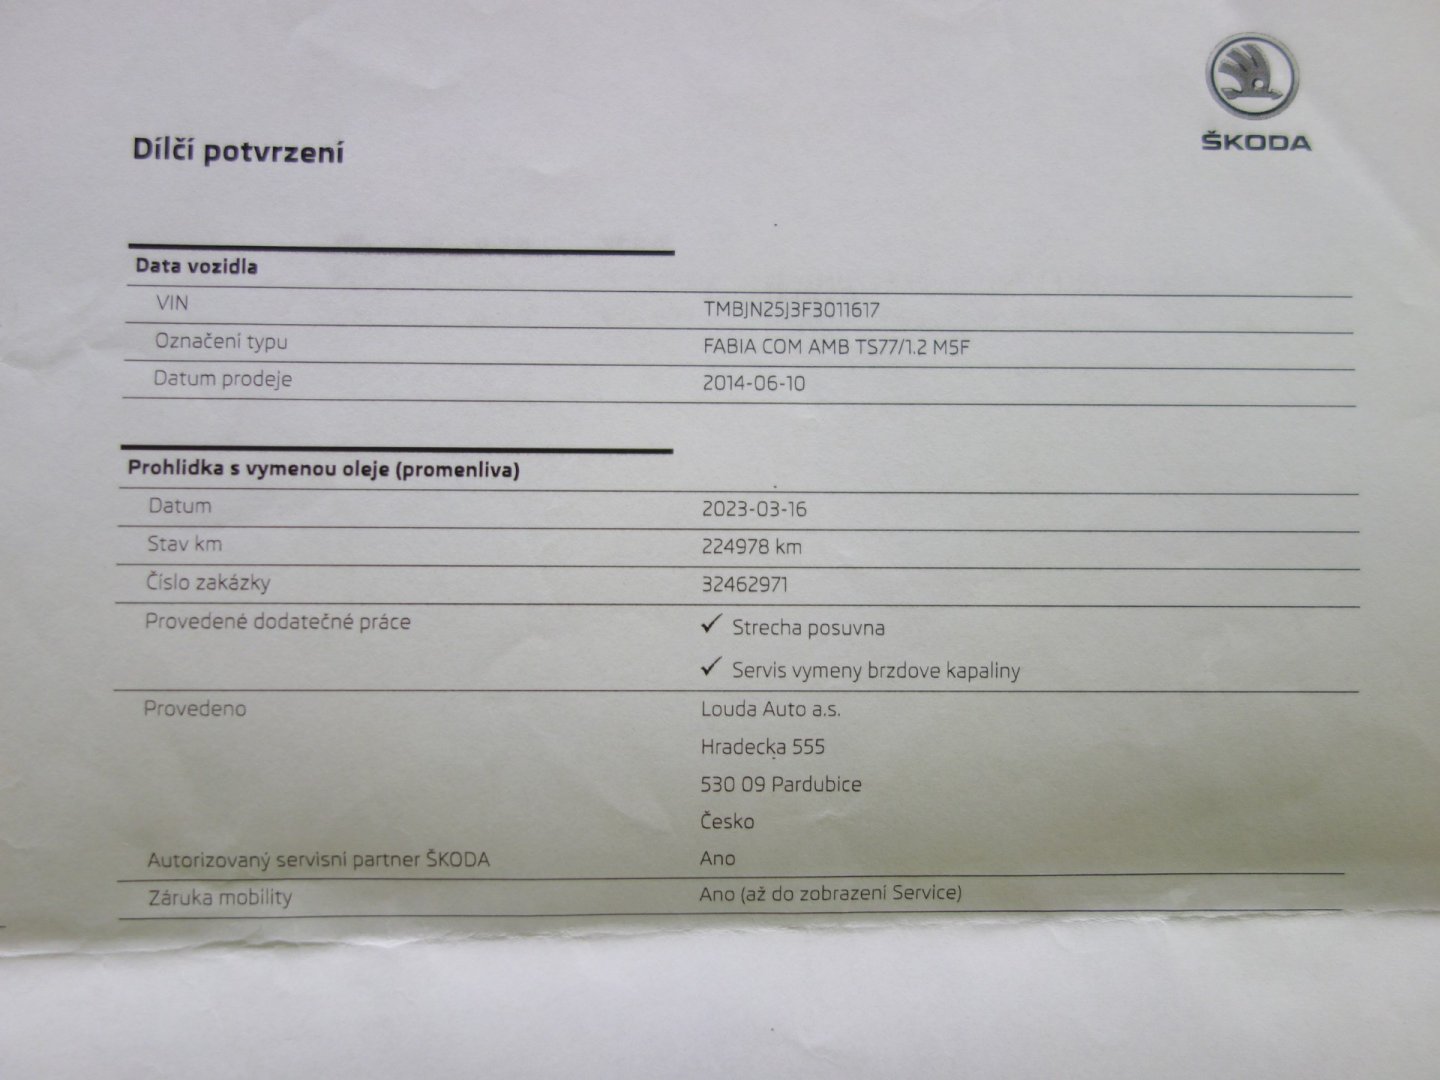 ŠKODA
Dílčí potvrzení
Data vozidla
VIN TMBJN25J3F3011617
Označení typu FABIA COM AMB TS77/1.2 M5F
Datum prodeje 2014-06-10
Prohlidka s vymenou oleje (promenliva)
Datum 2023-03-16
Stav km 224978 km
Číslo zakázky 32462971
Provedené dodatečné práce ✓ Strecha posuvna
✓ Servis vymeny brzdove kapaliny
Provedeno Louda Auto a.s.
Hradecka 555
530 09 Pardubice
Česko
Autorizovaný servisní partner ŠKODA Ano
Záruka mobility Ano (až do zobrazení Service)